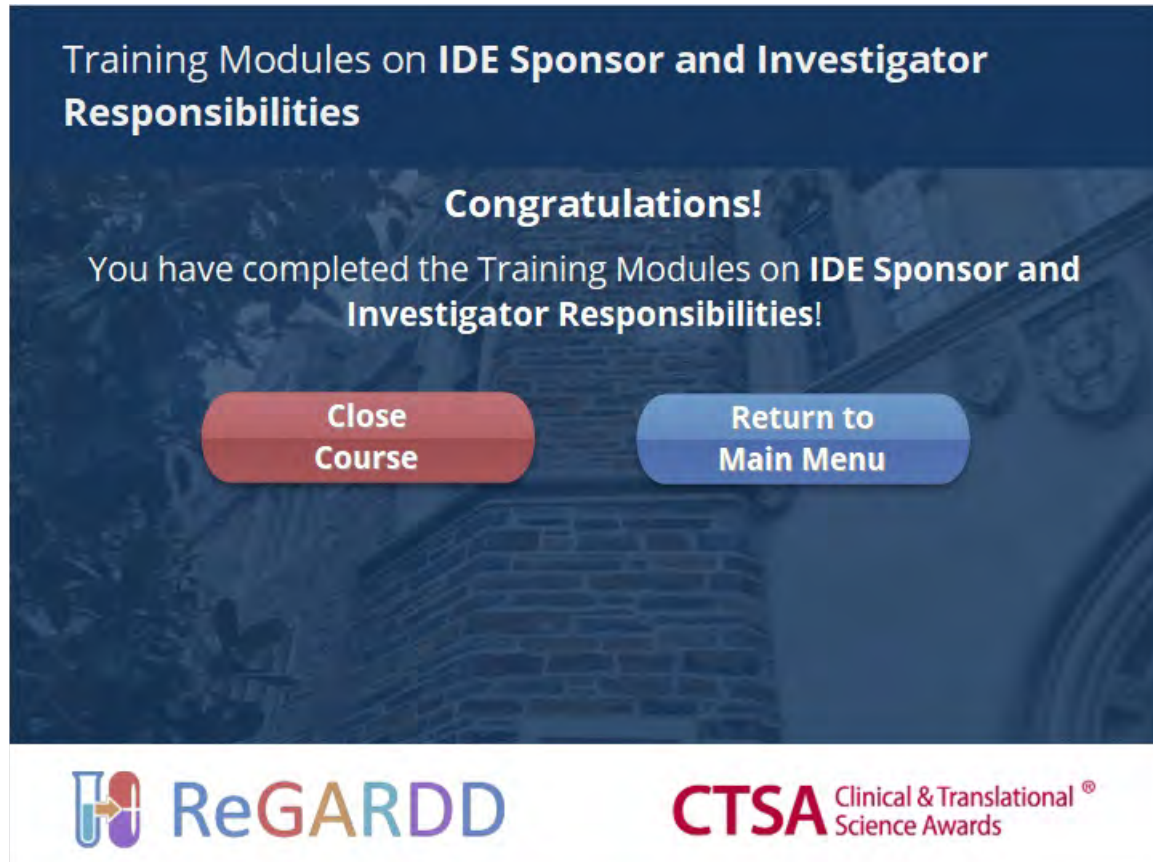 Training Modules on IDE Sponsor and Investigator
Responsibilities
Congratulations!
You have completed the Training Modules on IDE Sponsor and
Investigator Responsibilities!
Close
Course
Return to
Main Menu
ReGARDD
CTSA Clinical & Translational ®
Science Awards